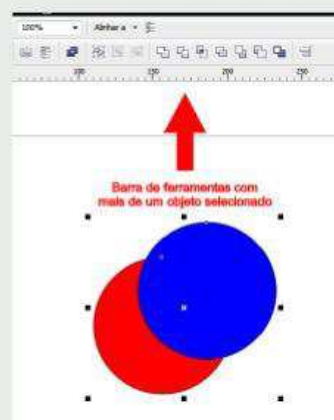 100%
Alinhar a
100
150
200
250
Barra de ferramentas com
mais de um objeto selecionado